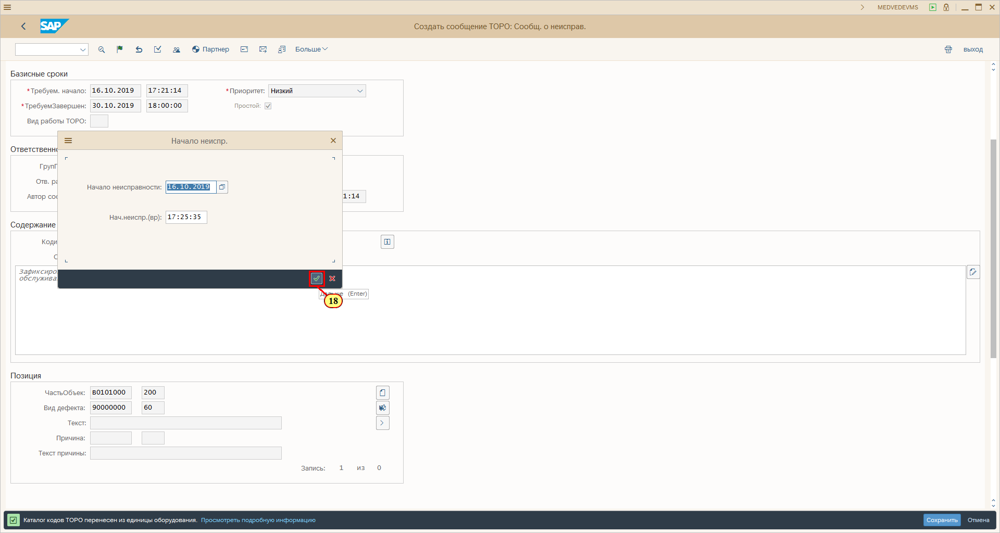 MEDVEDEVMS
SAP
Создать сообщение ТОРО: Сообщ. о неисправ.
Партнер
Больше
выход
Базисные сроки
*Требуем. начало: 16.10.2019 17:21:14 *Приоритет: Низкий
*ТребуемЗавершен: 30.10.2019 18:00:00 Простой:
Вид работы ТОРО:
Начало неиспр.
Ответственно
Отв. ра
Автор соо 1:14
Начало неисправности: 16.10.2019
Нач.неиспр.(вр): 17:25:35
Содержание
Коди
Зафиксиро
обслужива
(Enter)
18
Позиция
ЧастьОбъек: B0101000 200
Вид дефекта: 90000000 60
Текст:
Причина:
Текст причины:
Запись: 1 из 0
Каталог кодов ТОРО перенесен из единицы оборудования. Просмотреть подробную информацию
Сохранить Отмена